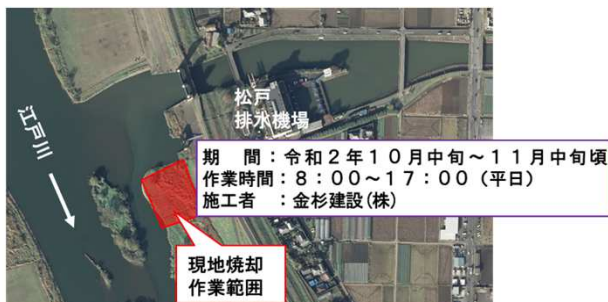 松戸
排水機場
江戸川
期　間：令和２年１０月中旬～１１月中旬頃
作業時間：８：００～１７：００（平日）
施工者　：金杉建設(株)
現地焼却
作業範囲